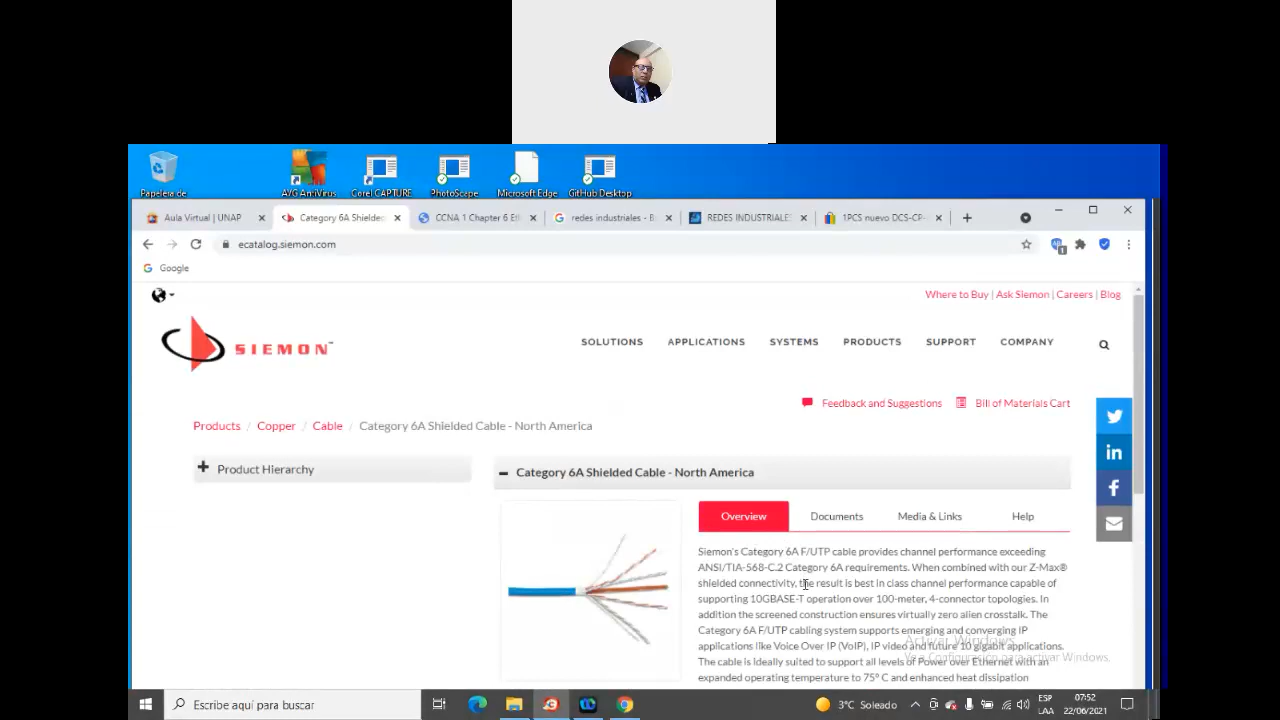 Papelera de
AVG AntiVirus
Corel CAPTURE
PhotoScape
Microsoft Edge
GitHub Desktop
Aula Virtual | UNAP
Category 6A Shielded
CCNA 1 Chapter 6 Et
redes industriales - B
REDES INDUSTRIALES
1PCS nuevo DCS-CP-
ecatalog.siemon.com
Google
Where to Buy | Ask Siemon | Careers | Blog
SIEMON™
SOLUTIONS
APPLICATIONS
SYSTEMS
PRODUCTS
SUPPORT
COMPANY
Feedback and Suggestions
Bill of Materials Cart
Products / Copper / Cable / Category 6A Shielded Cable - North America
Product Hierarchy
Category 6A Shielded Cable - North America
Overview
Documents
Media & Links
Help
Siemon's Category 6A F/UTP cable provides channel performance exceeding
ANSI/TIA-568-C.2 Category 6A requirements. When combined with our Z-Max®
shielded connectivity, the result is best in class channel performance capable of
supporting 10GBASE-T operation over 100-meter, 4-connector topologies. In
addition the screened construction ensures virtually zero alien crosstalk. The
Category 6A F/UTP cabling system supports emerging and converging IP
applications like Voice Over IP (VoIP), IP video and future 10 gigabit applications.
The cable is ideally suited to support all levels of Power over Ethernet with an
expanded operating temperature to 75º C and enhanced heat dissipation
Activar Windows
Ve a Configuración para activar Windows.
Escribe aquí para buscar
3°C Soleado
ESP
LAA
07:52
22/06/2021